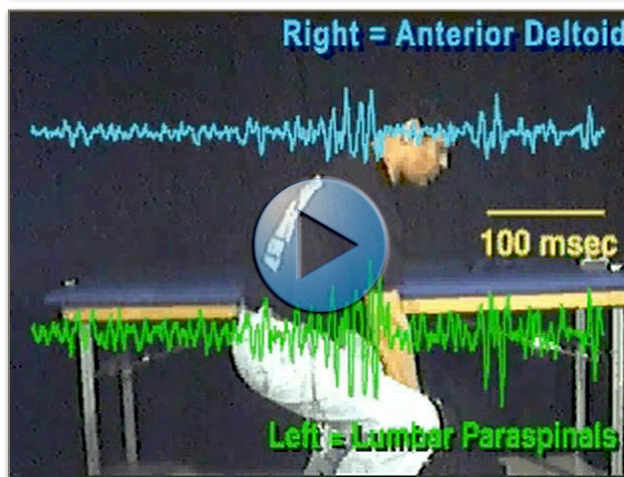 Right = Anterior Deltoid
100 msec
Left = Lumbar Paraspinals